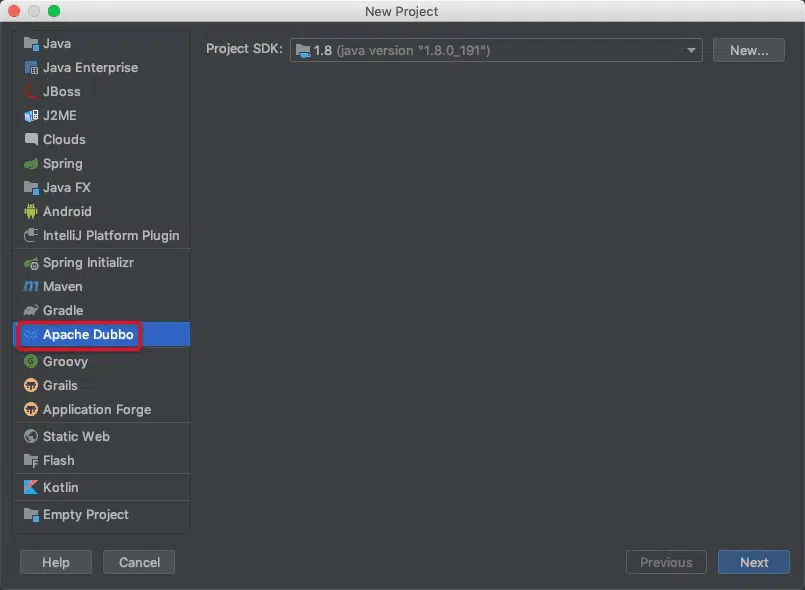 New Project
Java
Java Enterprise
JBoss
J2ME
Clouds
Spring
Java FX
Android
IntelliJ Platform Plugin
Spring Initializr
Maven
Gradle
Apache Dubbo
Groovy
Grails
Application Forge
Static Web
Flash
Kotlin
Empty Project
Project SDK: 1.8 (java version "1.8.0_191") New...
Help Cancel Previous Next